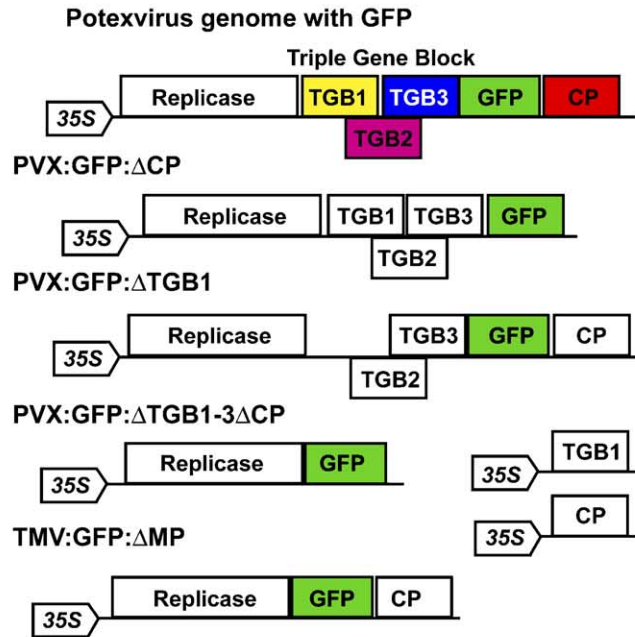 Potexvirus genome with GFP
Triple Gene Block
35S Replicase TGB1 TGB3 GFP CP
TGB2
PVX:GFP:ΔCP
35S Replicase TGB1 TGB3 GFP
TGB2
PVX:GFP:ΔTGB1
35S Replicase TGB3 GFP CP
TGB2
PVX:GFP:ΔTGB1-3ΔCP
35S Replicase GFP
35S TGB1
35S CP
TMV:GFP:ΔMP
35S Replicase GFP CP